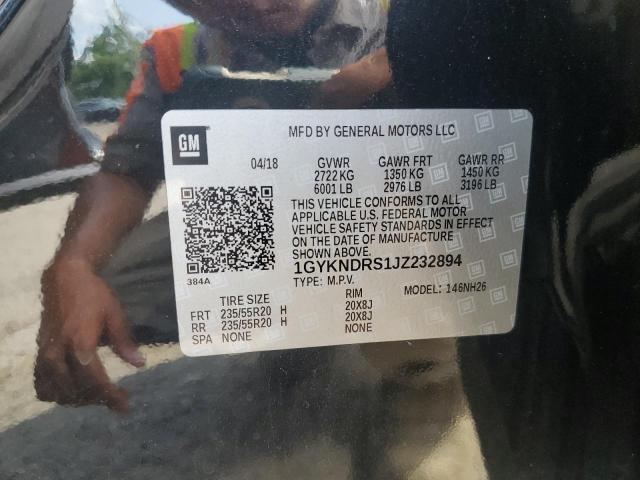 GM
MFD BY GENERAL MOTORS LLC
04/18 GVWR GAWR FRT GAWR RR
2722 KG 1350 KG 1450 KG
6001 LB 2976 LB 3196 LB
THIS VEHICLE CONFORMS TO ALL
APPLICABLE U.S. FEDERAL MOTOR
VEHICLE SAFETY STANDARDS IN EFFECT
ON THE DATE OF MANUFACTURE
SHOWN ABOVE.
1GYKNDRS1JZ232894
384A
TYPE: M.P.V. MODEL: 146NH26
TIRE SIZE RIM
FRT 235/55R20 H 20X8J
RR 235/55R20 H 20X8J
SPA NONE NONE